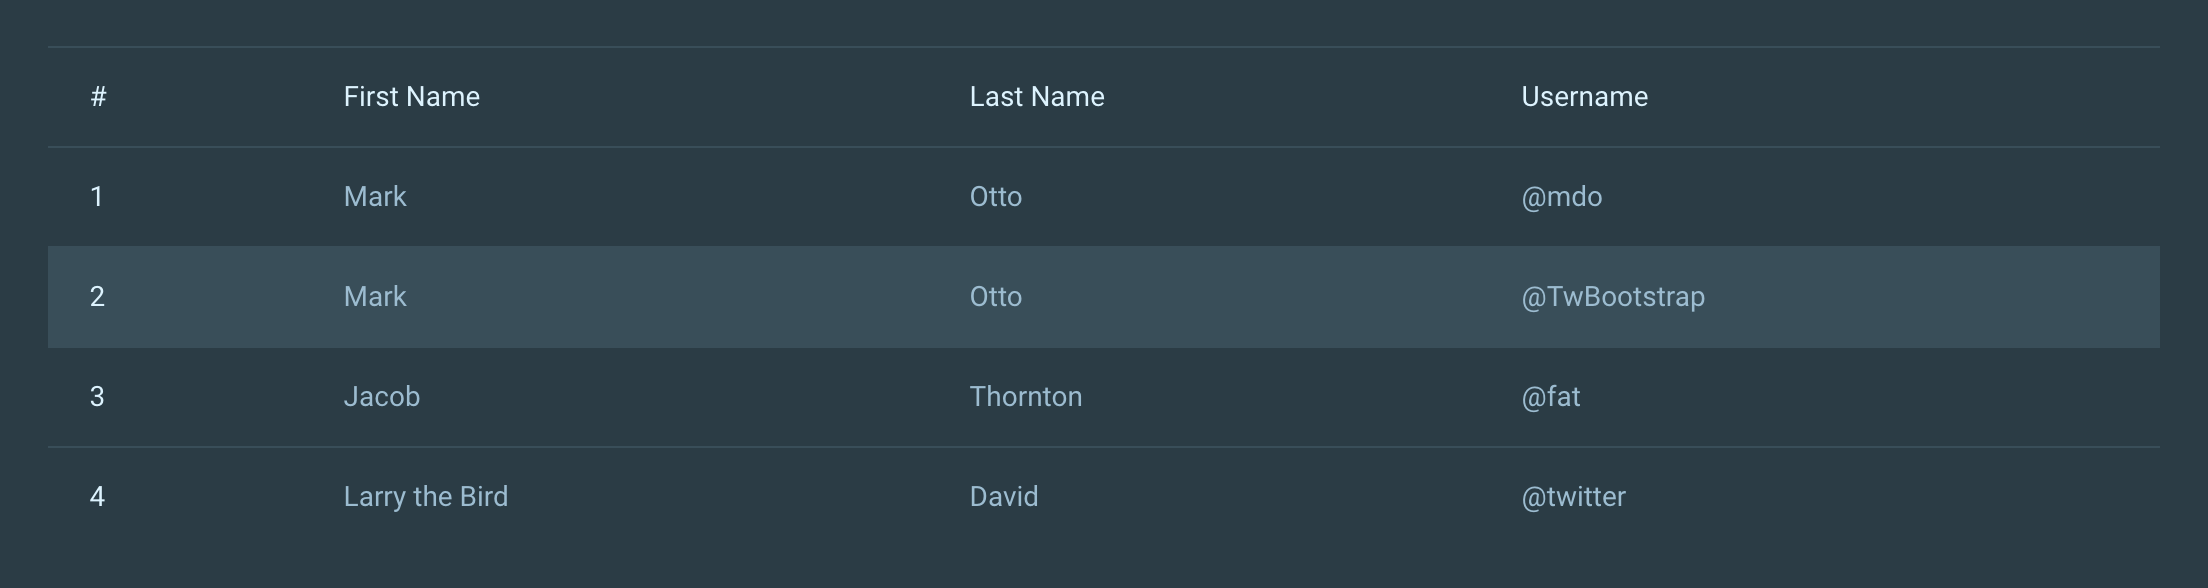 # First Name Last Name Username
1 Mark Otto @mdo
2 Mark Otto @TwBootstrap
3 Jacob Thornton @fat
4 Larry the Bird David @twitter